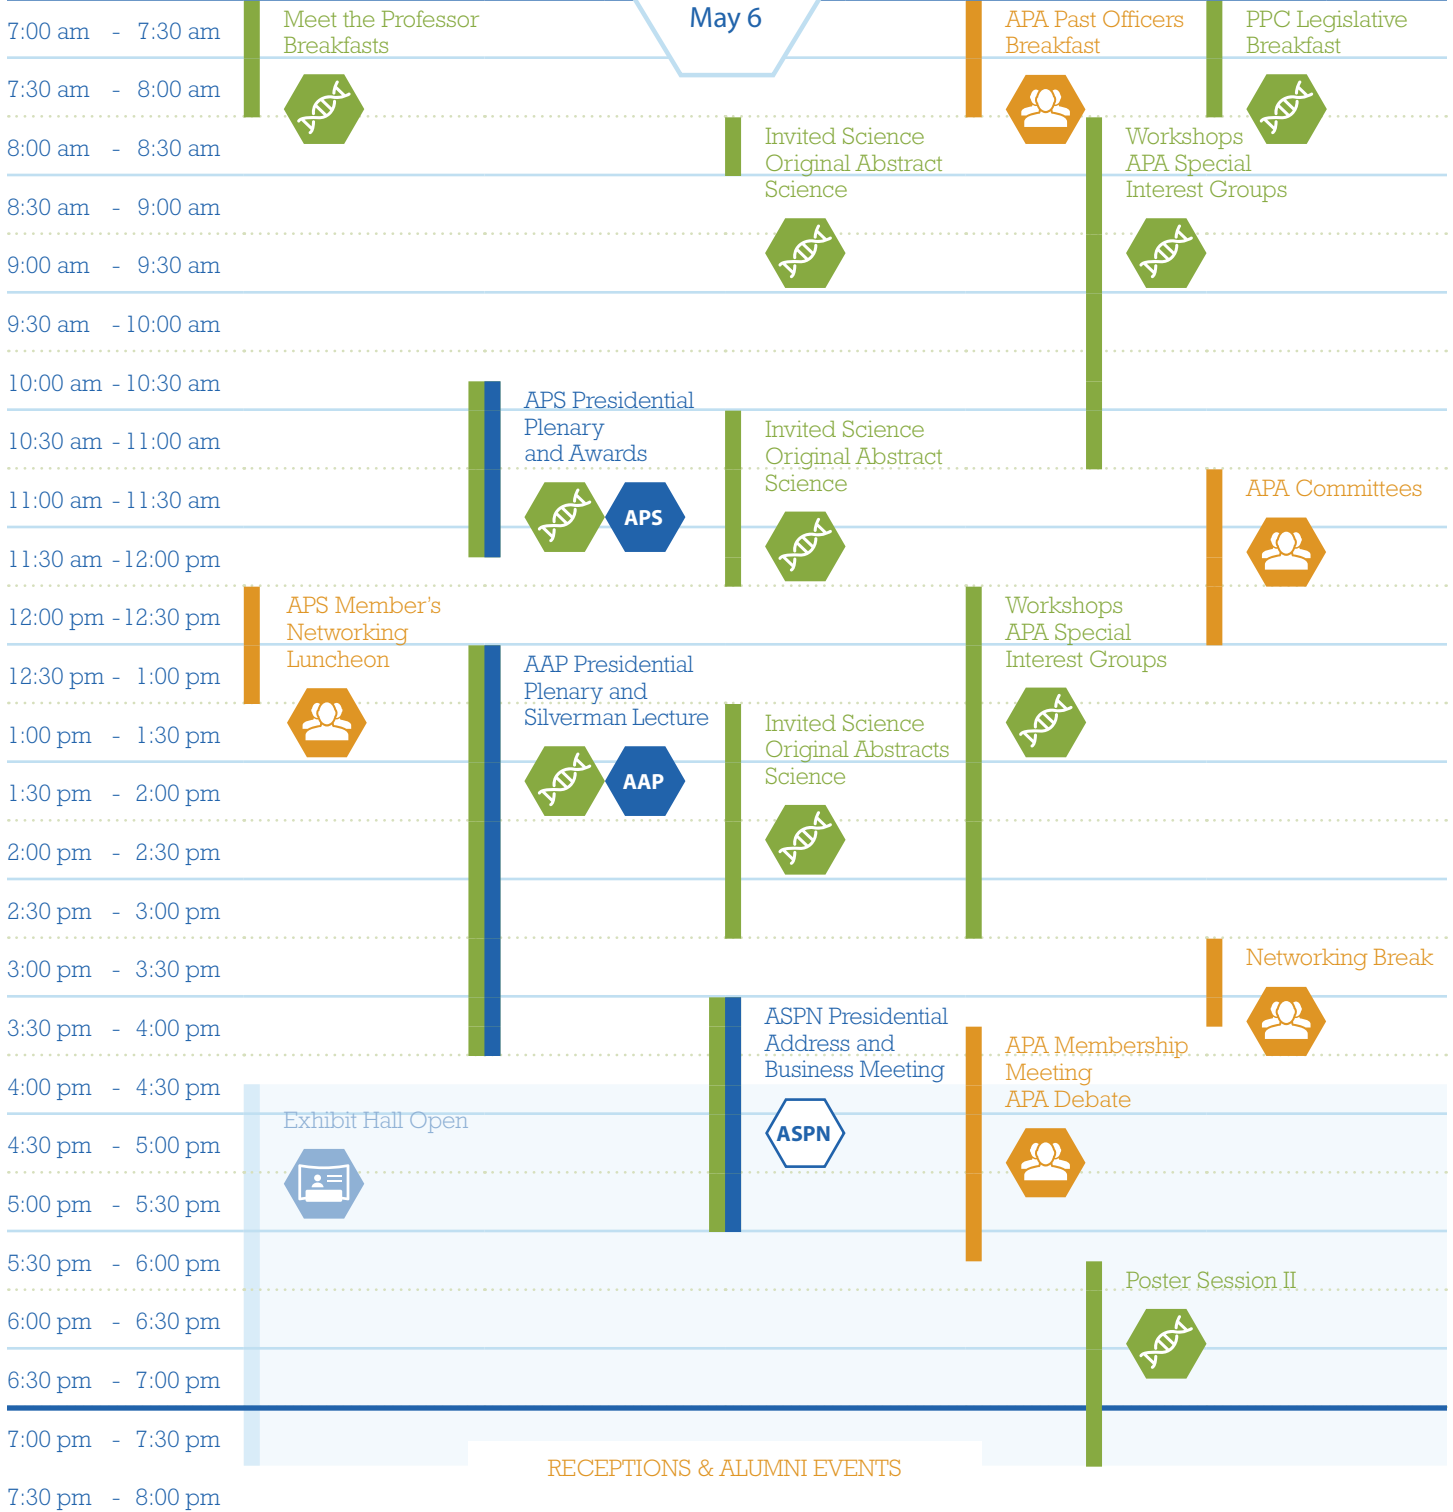 May 6
7:00 am - 7:30 am
Meet the Professor
Breakfasts
APA Past Officers
Breakfast
PPC Legislative
Breakfast
7:30 am - 8:00 am
8:00 am - 8:30 am
Invited Science
Original Abstract
Science
Workshops
APA Special
Interest Groups
8:30 am - 9:00 am
9:00 am - 9:30 am
9:30 am - 10:00 am
10:00 am - 10:30 am
APS Presidential
Plenary
and Awards
APS
10:30 am - 11:00 am
Invited Science
Original Abstract
Science
11:00 am - 11:30 am
APA Committees
11:30 am - 12:00 pm
12:00 pm - 12:30 pm
APS Member's
Networking
Luncheon
Workshops
APA Special
Interest Groups
12:30 pm - 1:00 pm
AAP Presidential
Plenary and
Silverman Lecture
AAP
1:00 pm - 1:30 pm
Invited Science
Original Abstracts
Science
1:30 pm - 2:00 pm
2:00 pm - 2:30 pm
2:30 pm - 3:00 pm
3:00 pm - 3:30 pm
Networking Break
3:30 pm - 4:00 pm
ASPN Presidential
Address and
Business Meeting
ASPN
APA Membership
Meeting
APA Debate
4:00 pm - 4:30 pm
Exhibit Hall Open
4:30 pm - 5:00 pm
5:00 pm - 5:30 pm
5:30 pm - 6:00 pm
Poster Session II
6:00 pm - 6:30 pm
6:30 pm - 7:00 pm
7:00 pm - 7:30 pm
RECEPTIONS & ALUMNI EVENTS
7:30 pm - 8:00 pm